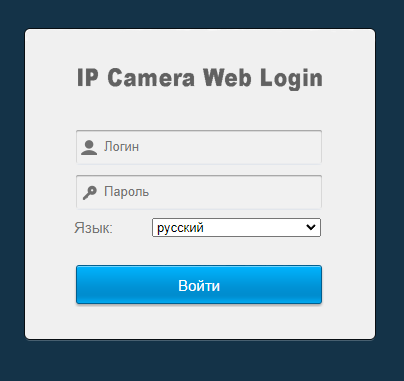 IP Camera Web Login
Логин
Пароль
Язык: русский
Войти